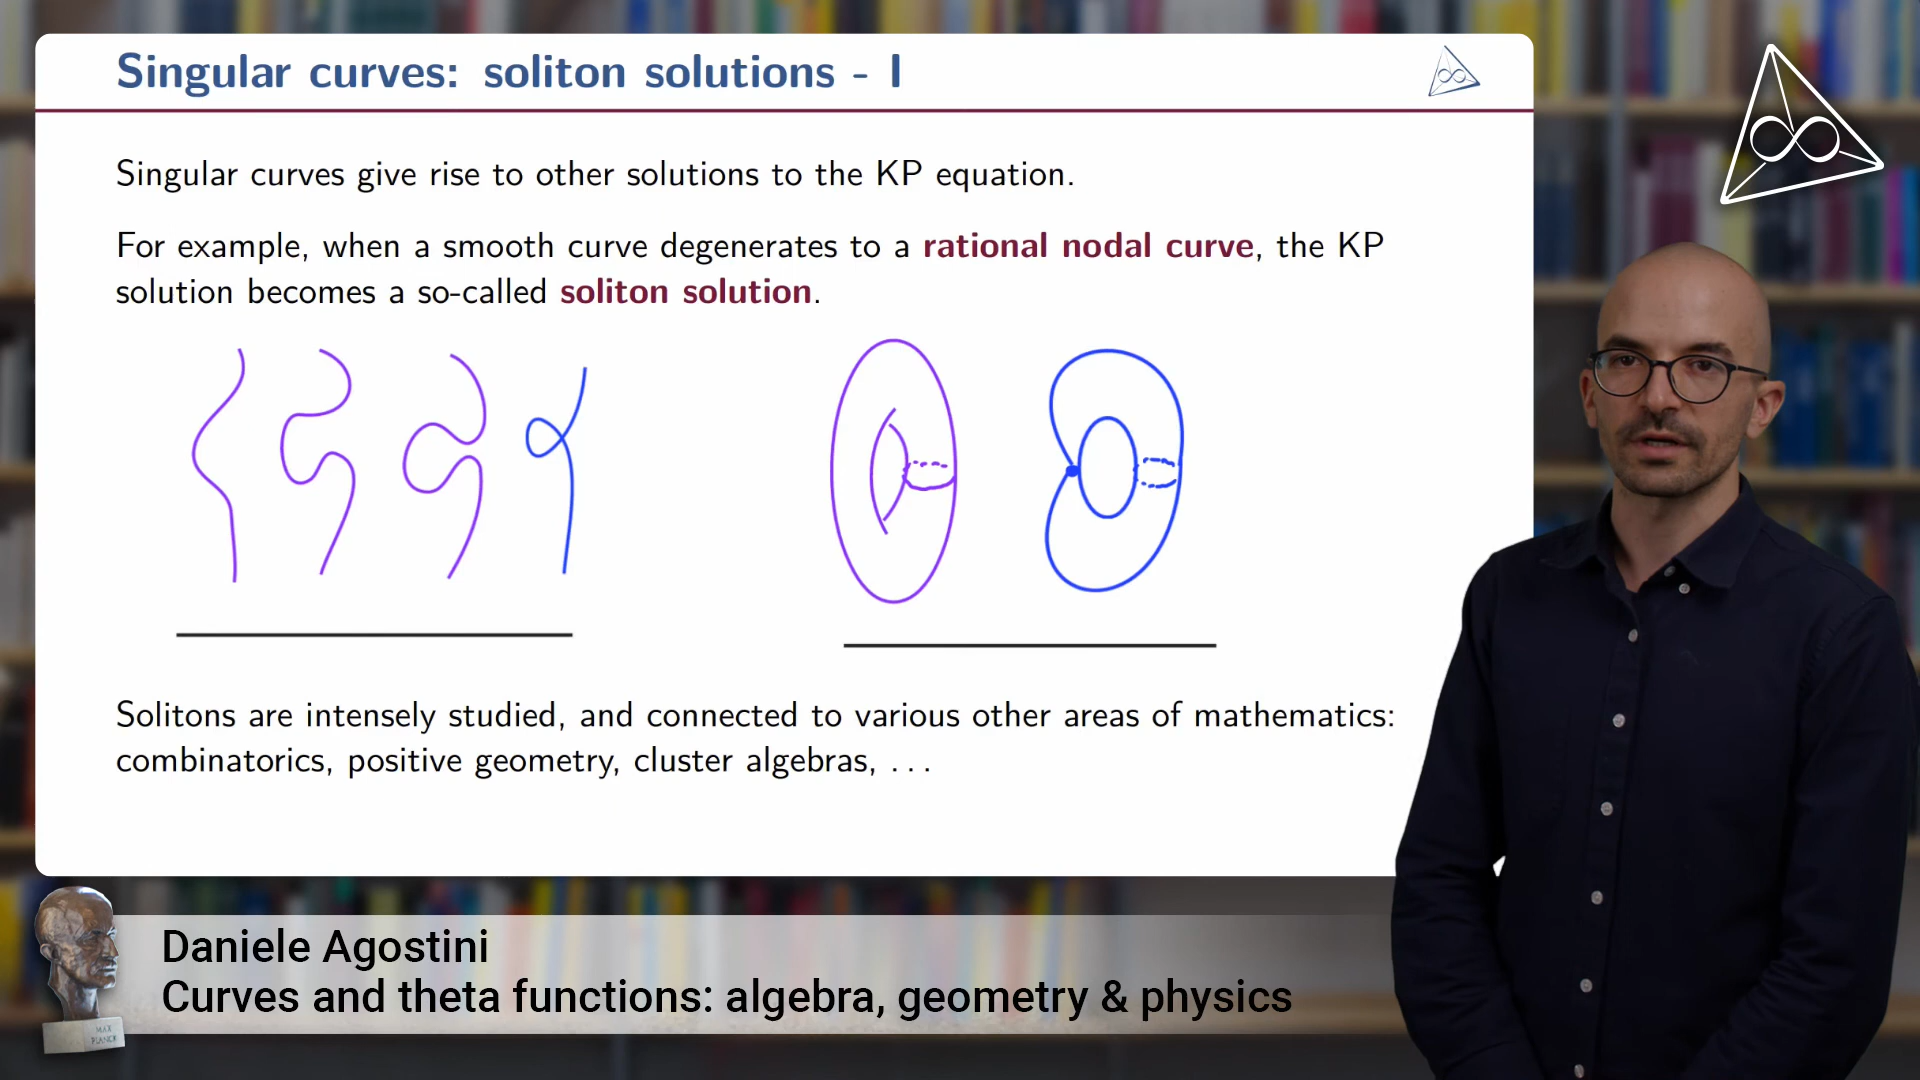 Singular curves: soliton solutions - I
Singular curves give rise to other solutions to the KP equation.
For example, when a smooth curve degenerates to a rational nodal curve, the KP
solution becomes a so-called soliton solution.
Solitons are intensely studied, and connected to various other areas of mathematics:
combinatorics, positive geometry, cluster algebras, ...
Daniele Agostini
Curves and theta functions: algebra, geometry & physics
MAX
PLANCK